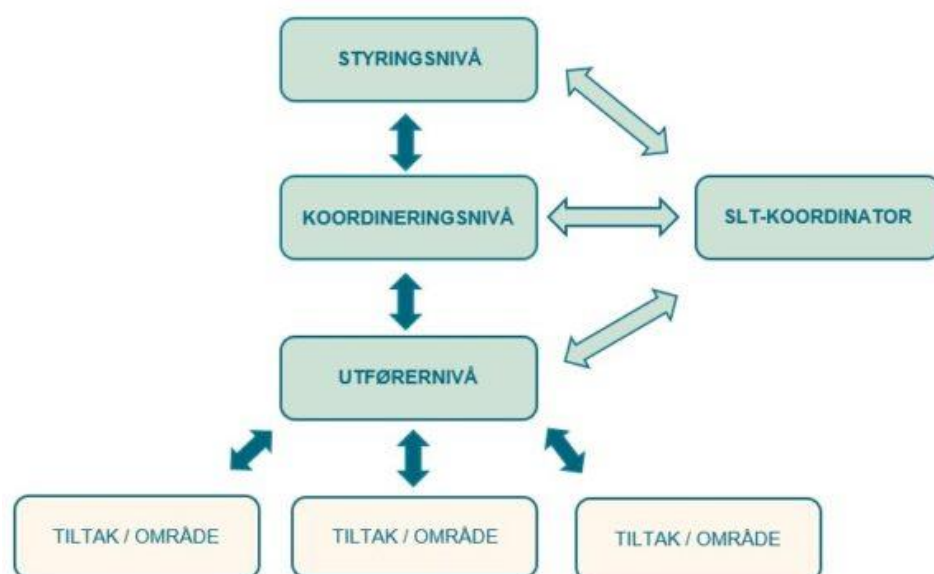 STYRINGSNIVÅ
KOORDINERINGSNIVÅ
SLT-KOORDINATOR
UTFØRERNIVÅ
TILTAK / OMRÅDE
TILTAK / OMRÅDE
TILTAK / OMRÅDE